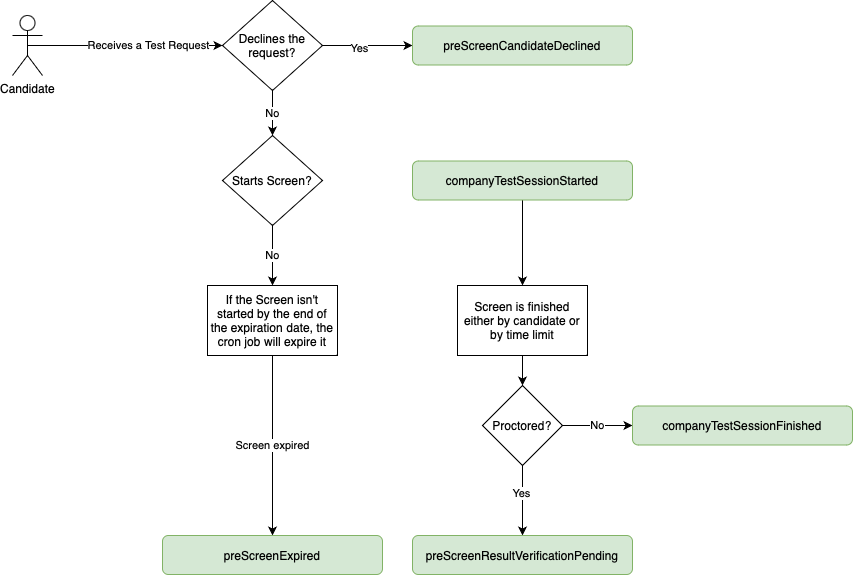 Candidate
Receives a Test Request
Declines the
request?
Yes
preScreenCandidateDeclined
No
Starts Screen?
companyTestSessionStarted
No
If the Screen isn't
started by the end of
the expiration date, the
cron job will expire it
Screen is finished
either by candidate or
by time limit
Proctored?
No
companyTestSessionFinished
Screen expired
Yes
preScreenExpired
preScreenResultVerificationPending